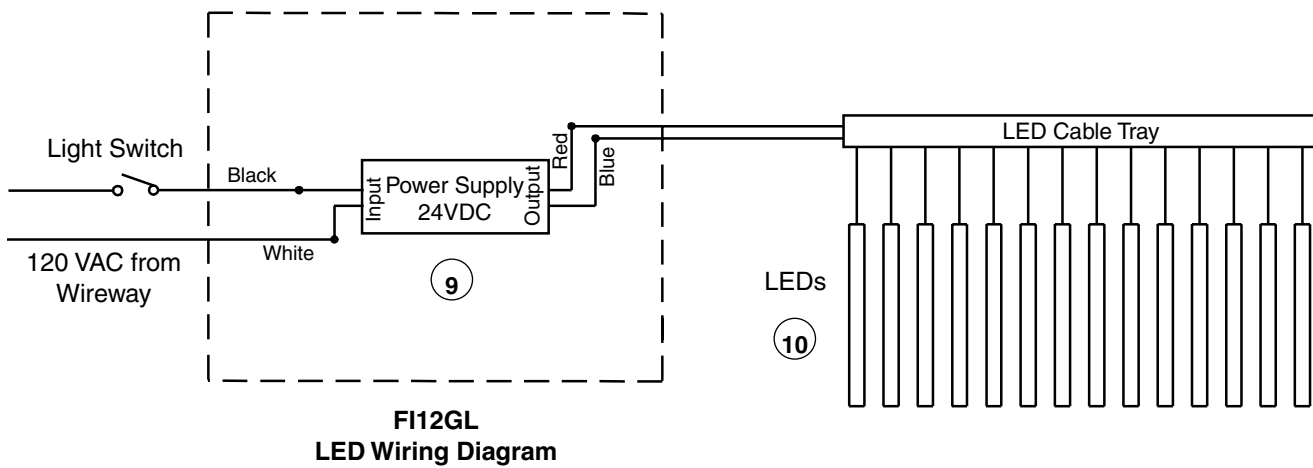 Light Switch
Black
White
120 VAC from
Wireway
Input
Power Supply
24VDC
Output
Red
Blue
9
LED Cable Tray
LEDs
10
FI12GL
LED Wiring Diagram